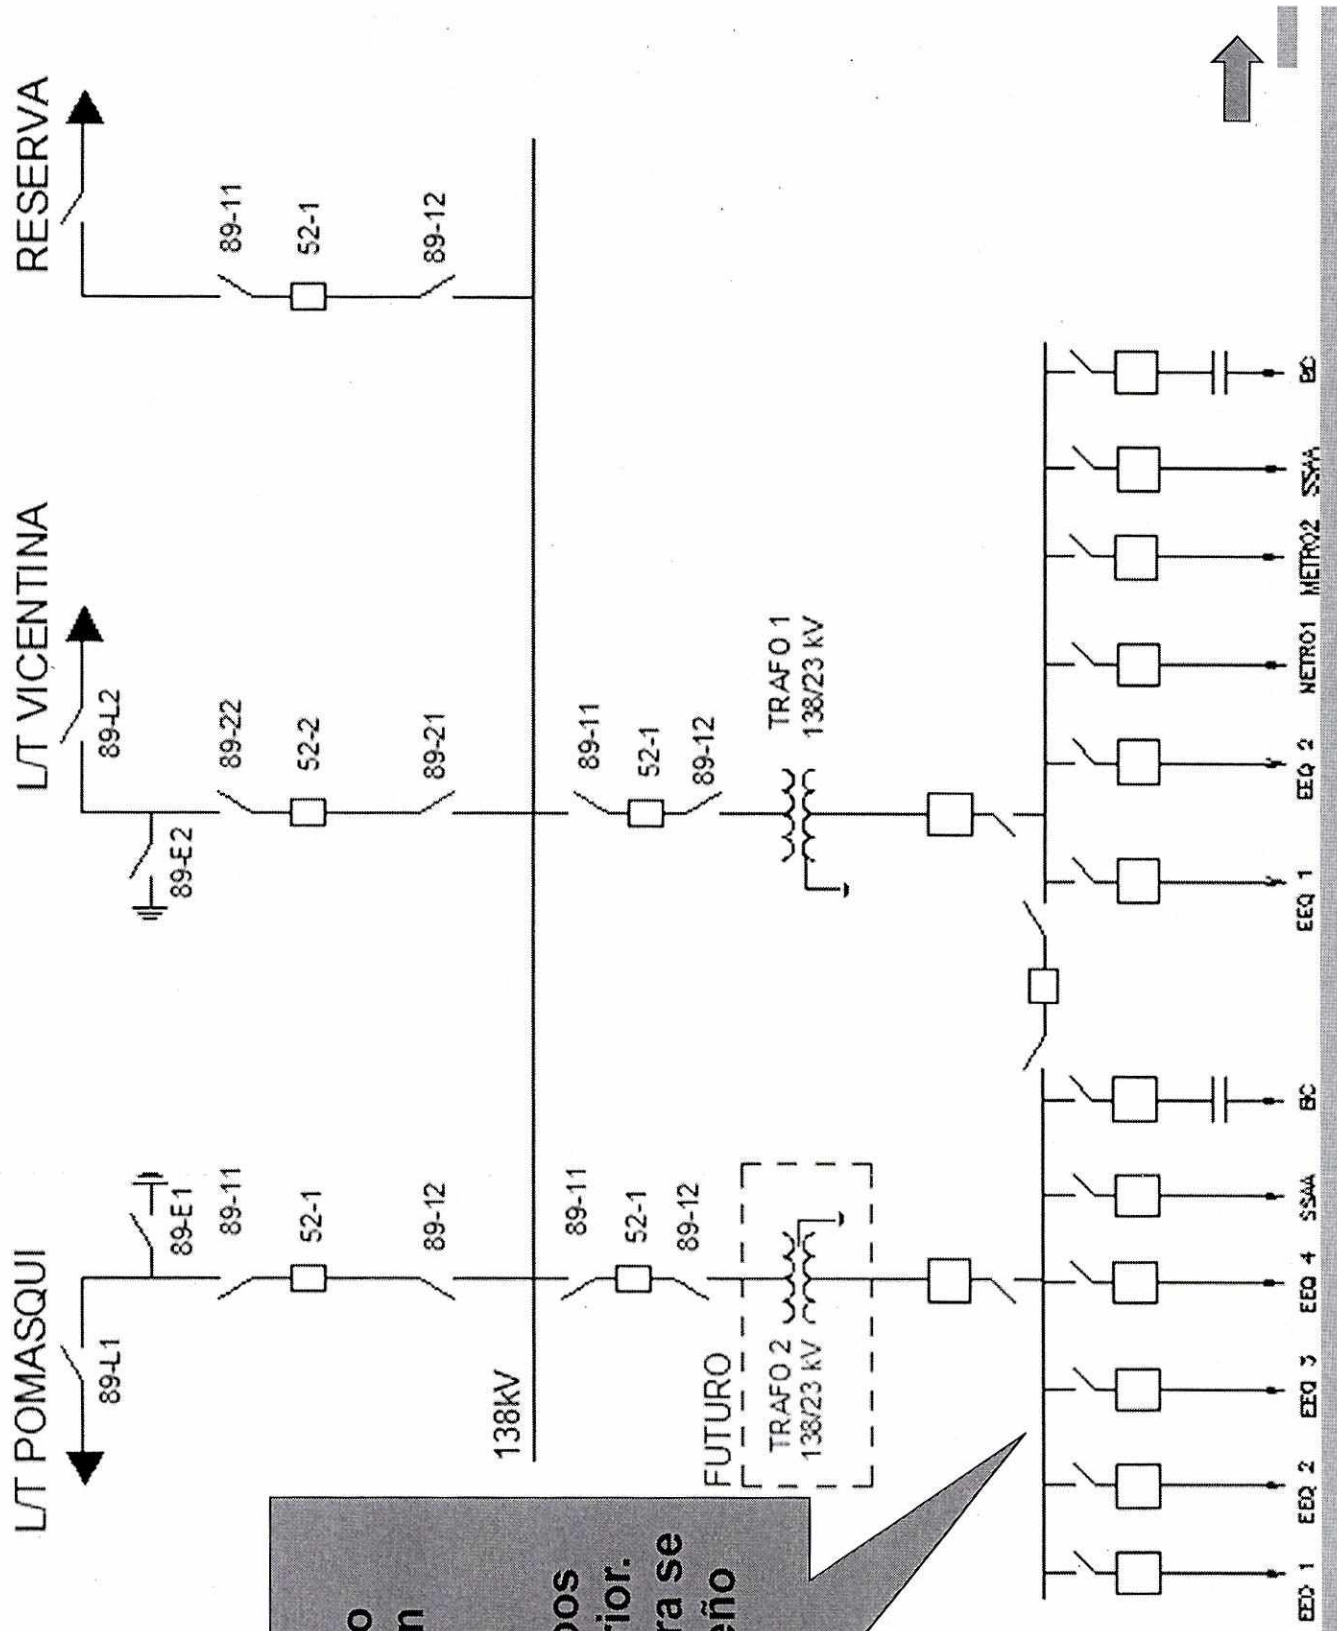 L/T POMASQUI
L/T VICENTINA
RESERVA
89-L1
89-E1
89-11
52-1
89-12
89-L2
89-E2
89-22
52-2
89-21
89-11
52-1
89-12
138kV
89-11
52-1
89-12
89-11
52-1
89-12
FUTURO
TRAFO 2
138/23 kV
TRAFO 1
138/23 kV
EEQ 1
EEQ 2
EEQ 3
EEQ 4
SSAA
BC
EEQ 1
EEQ 2
NETRO1
METRO2
SSAA
BC